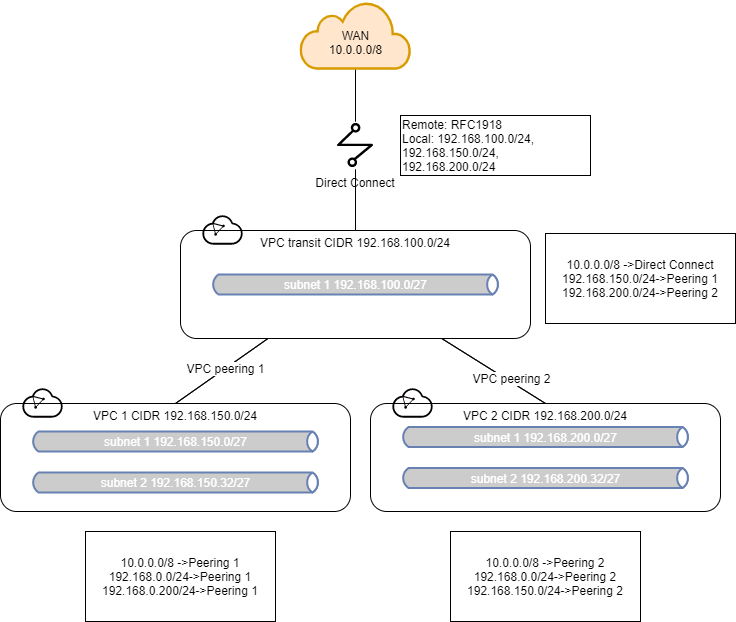 WAN
10.0.0.0/8
Remote: RFC1918
Local: 192.168.100.0/24,
192.168.150.0/24,
192.168.200.0/24
Direct Connect
VPC transit CIDR 192.168.100.0/24
subnet 1 192.168.100.0/27
10.0.0.0/8 ->Direct Connect
192.168.150.0/24->Peering 1
192.168.200.0/24->Peering 2
VPC peering 1
VPC peering 2
VPC 1 CIDR 192.168.150.0/24
subnet 1 192.168.150.0/27
subnet 2 192.168.150.32/27
VPC 2 CIDR 192.168.200.0/24
subnet 1 192.168.200.0/27
subnet 2 192.168.200.32/27
10.0.0.0/8 ->Peering 1
192.168.0.0/24->Peering 1
192.168.0.200/24->Peering 1
10.0.0.0/8 ->Peering 2
192.168.0.0/24->Peering 2
192.168.150.0/24->Peering 2